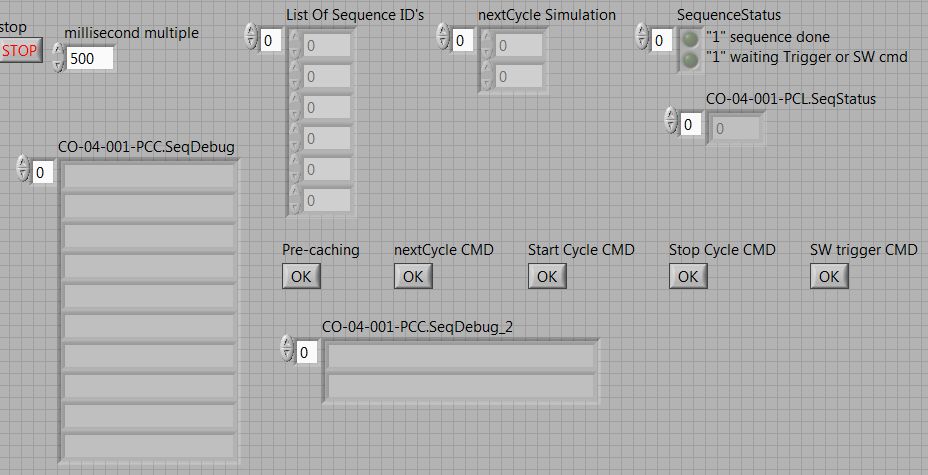 stop
STOP
millisecond multiple
500
List Of Sequence ID's
0
0
0
0
0
0
0
nextCycle Simulation
0
0
0
SequenceStatus
0
"1" sequence done
"1" waiting Trigger or SW cmd
CO-04-001-PCL.SeqStatus
0
0
CO-04-001-PCC.SeqDebug
0
Pre-caching
OK
nextCycle CMD
OK
Start Cycle CMD
OK
Stop Cycle CMD
OK
SW trigger CMD
OK
CO-04-001-PCC.SeqDebug_2
0